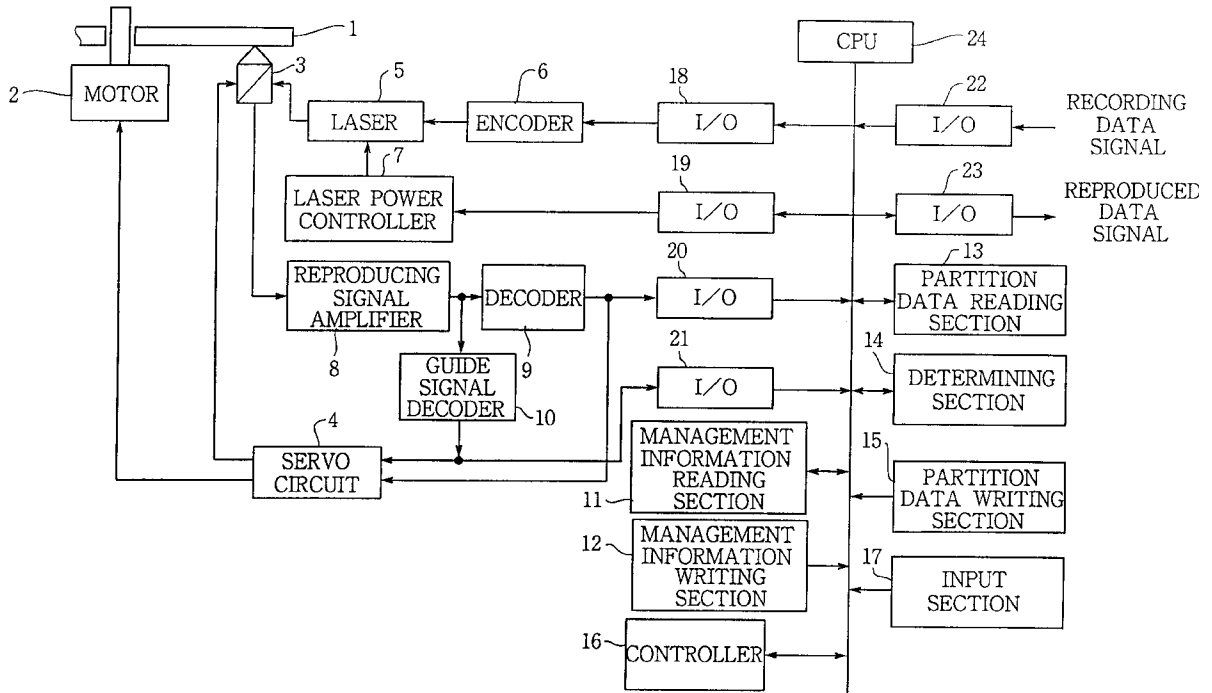 1
CPU
24
3
2
MOTOR
5
LASER
6
ENCODER
18
I/O
22
I/O
RECORDING
DATA
SIGNAL
7
LASER POWER
CONTROLLER
19
I/O
23
I/O
REPRODUCED
DATA
SIGNAL
REPRODUCING
SIGNAL
AMPLIFIER
8
DECODER
9
20
I/O
13
PARTITION
DATA READING
SECTION
GUIDE
SIGNAL
DECODER
10
21
I/O
14
DETERMINING
SECTION
4
SERVO
CIRCUIT
MANAGEMENT
INFORMATION
READING
SECTION
11
15
PARTITION
DATA WRITING
SECTION
12
MANAGEMENT
INFORMATION
WRITING
SECTION
17
INPUT
SECTION
16
CONTROLLER